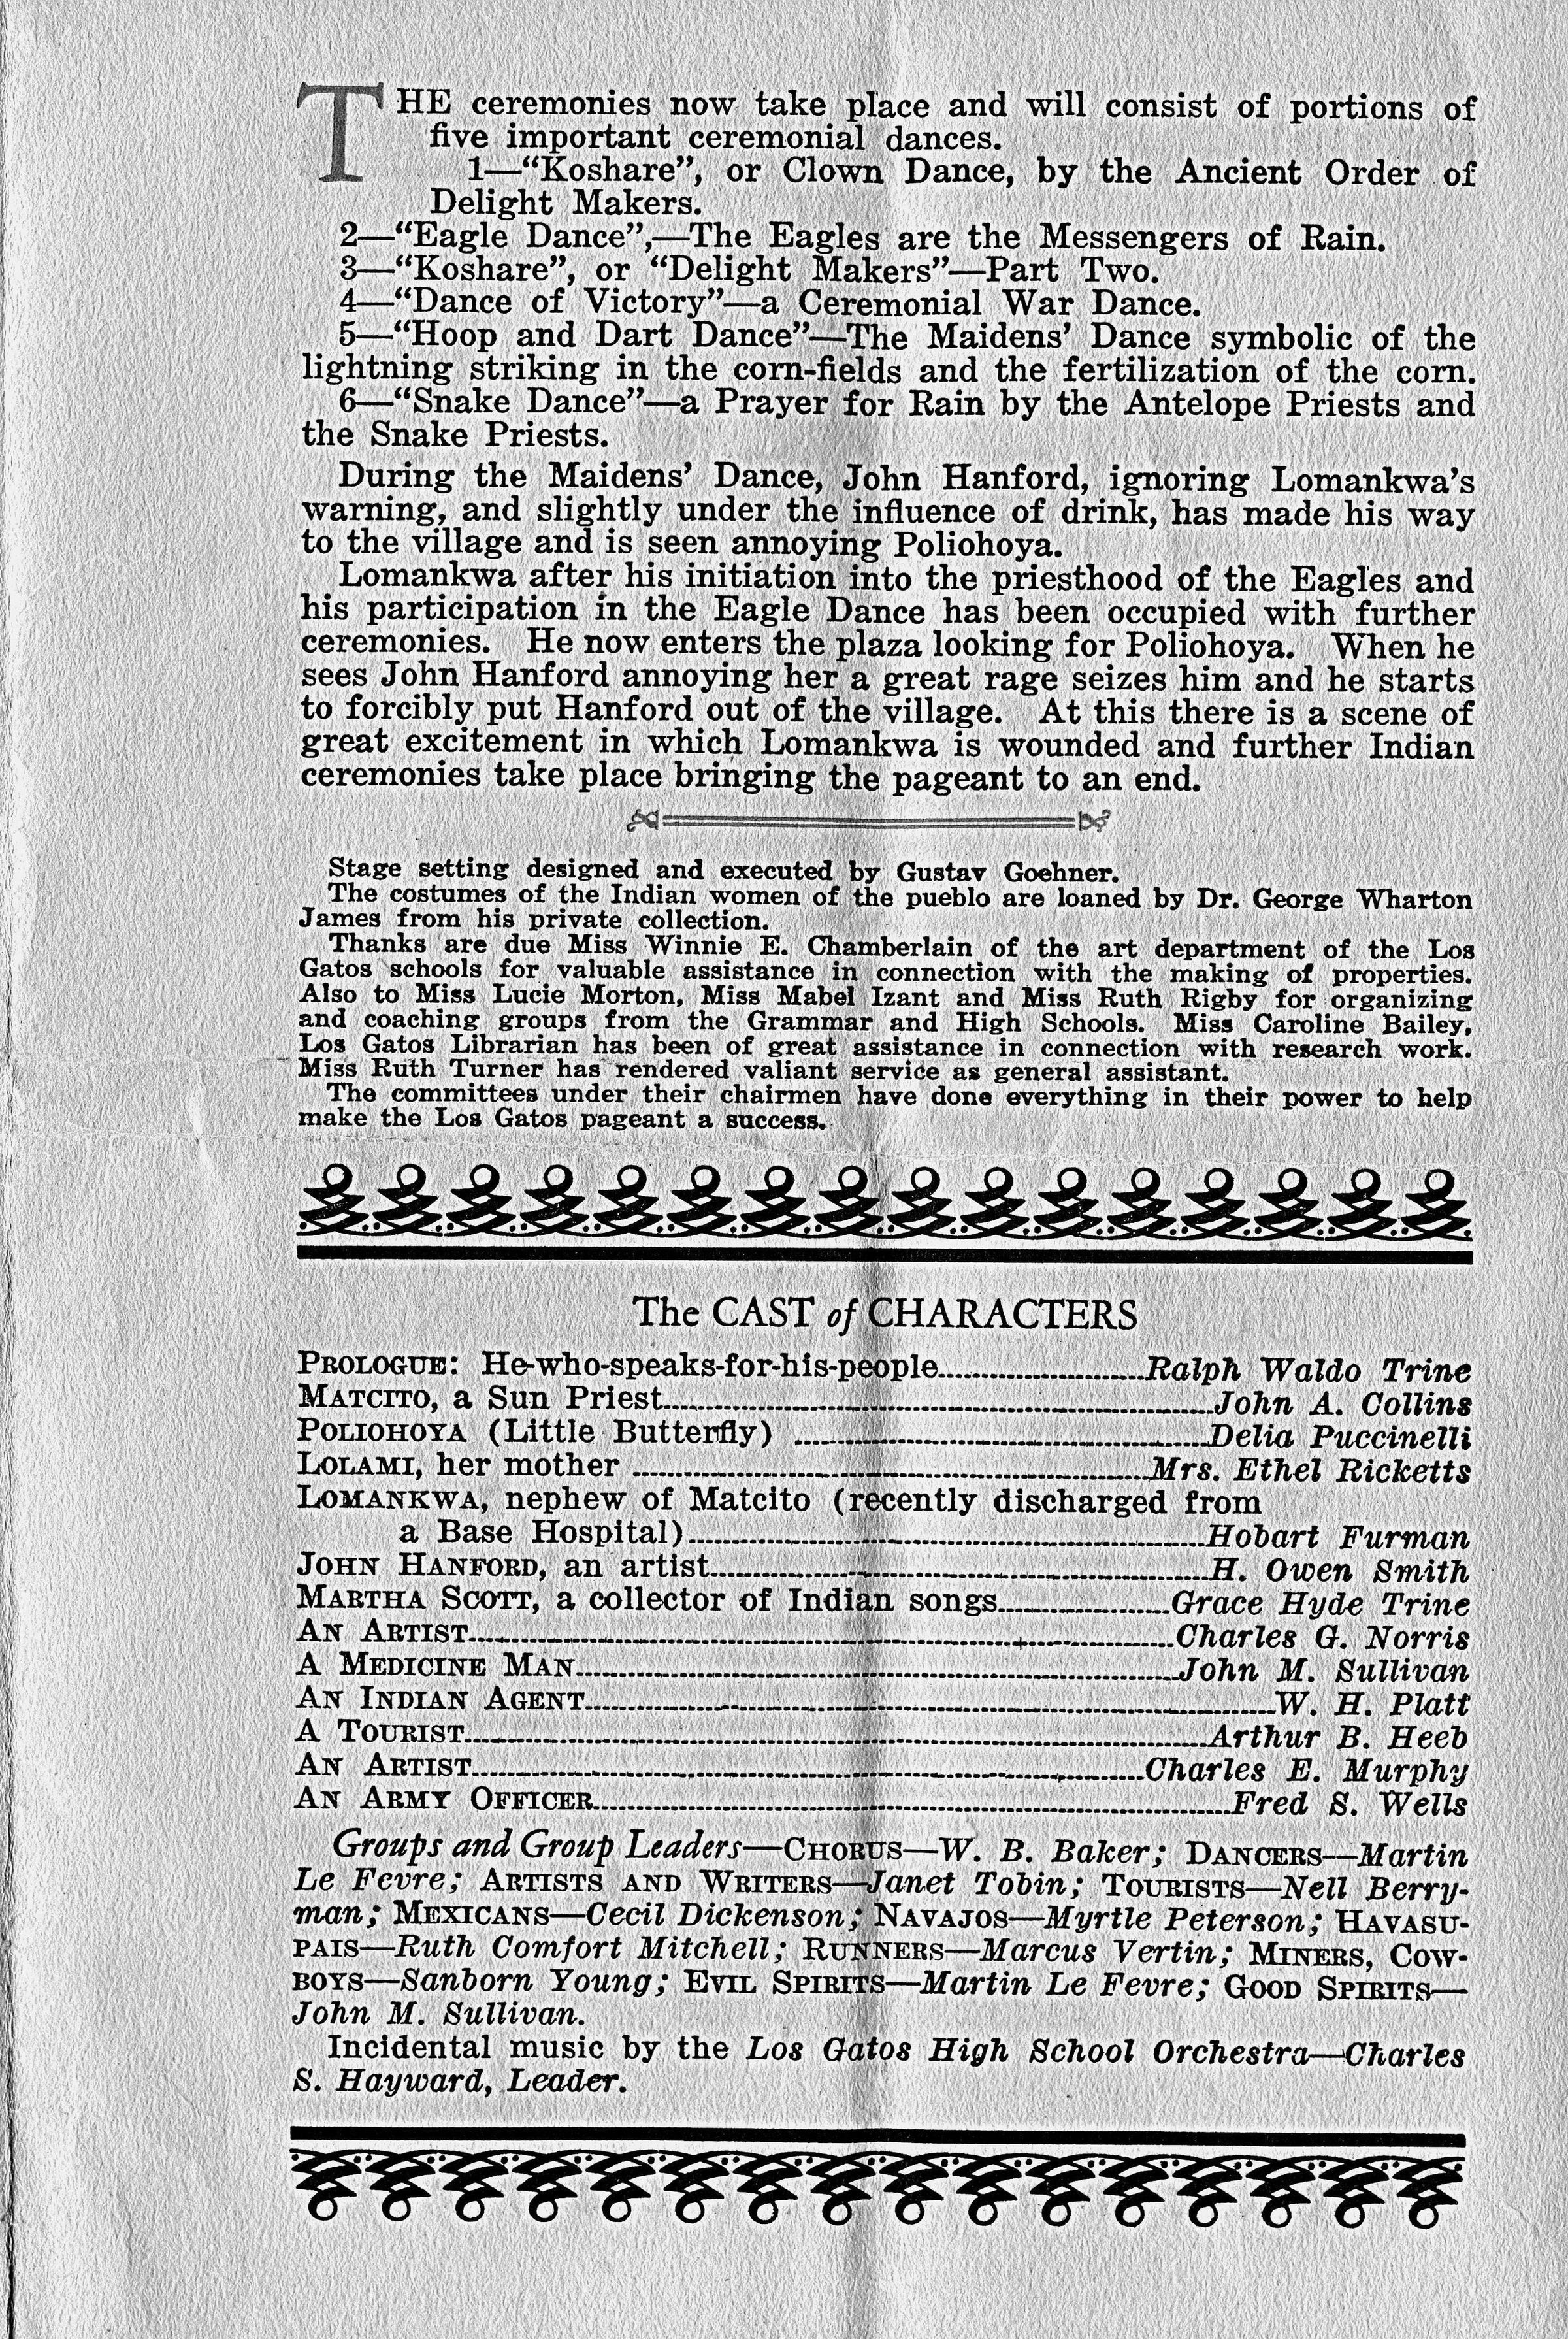 THE ceremonies now take place and will consist of portions of
five important ceremonial dances.
1—“Koshare”, or Clown Dance, by the Ancient Order of
Delight Makers.
2—“Eagle Dance”,—The Eagles are the Messengers of Rain.
3—“Koshare”, or “Delight Makers”—Part Two.
4—“Dance of Victory”—a Ceremonial War Dance.
5—“Hoop and Dart Dance”—The Maidens’ Dance symbolic of the
lightning striking in the corn-fields and the fertilization of the corn.
6—“Snake Dance”—a Prayer for Rain by the Antelope Priests and
the Snake Priests.
During the Maidens’ Dance, John Hanford, ignoring Lomankwa’s
warning, and slightly under the influence of drink, has made his way
to the village and is seen annoying Poliohoya.
Lomankwa after his initiation into the priesthood of the Eagles and
his participation in the Eagle Dance has been occupied with further
ceremonies. He now enters the plaza looking for Poliohoya. When he
sees John Hanford annoying her a great rage seizes him and he starts
to forcibly put Hanford out of the village. At this there is a scene of
great excitement in which Lomankwa is wounded and further Indian
ceremonies take place bringing the pageant to an end.
Stage setting designed and executed by Gustav Goehner.
The costumes of the Indian women of the pueblo are loaned by Dr. George Wharton
James from his private collection.
Thanks are due Miss Winnie E. Chamberlain of the art department of the Los
Gatos schools for valuable assistance in connection with the making of properties.
Also to Miss Lucie Morton, Miss Mabel Izant and Miss Ruth Rigby for organizing
and coaching groups from the Grammar and High Schools. Miss Caroline Bailey,
Los Gatos Librarian has been of great assistance in connection with research work.
Miss Ruth Turner has rendered valiant service as general assistant.
The committees under their chairmen have done everything in their power to help
make the Los Gatos pageant a success.
The CAST of CHARACTERS
PROLOGUE: He-who-speaks-for-his-people........................Ralph Waldo Trine
MATCITO, a Sun Priest........................John A. Collins
POLIOHOYA (Little Butterfly) ........................Delia Puccinelli
LOLAMI, her mother ........................Mrs. Ethel Ricketts
LOMANKWA, nephew of Matcito (recently discharged from
a Base Hospital)........................Hobart Furman
JOHN HANFORD, an artist........................H. Owen Smith
MARTHA SCOTT, a collector of Indian songs........................Grace Hyde Trine
AN ARTIST........................Charles G. Norris
A MEDICINE MAN........................John M. Sullivan
AN INDIAN AGENT........................W. H. Platt
A TOURIST........................Arthur B. Heeb
AN ARTIST........................Charles E. Murphy
AN ARMY OFFICER........................Fred S. Wells
Groups and Group Leaders—CHORUS—W. B. Baker; DANCERS—Martin
Le Fevre; ARTISTS AND WRITERS—Janet Tobin; TOURISTS—Nell Berry-
man; MEXICANS—Cecil Dickenson; NAVAJOS—Myrtle Peterson; HAVASU-
PAIS—Ruth Comfort Mitchell; RUNNERS—Marcus Vertin; MINERS, COW-
BOYS—Sanborn Young; EVIL SPIRITS—Martin Le Fevre; GOOD SPIRITS—
John M. Sullivan.
Incidental music by the Los Gatos High School Orchestra—Charles
S. Hayward, Leader.